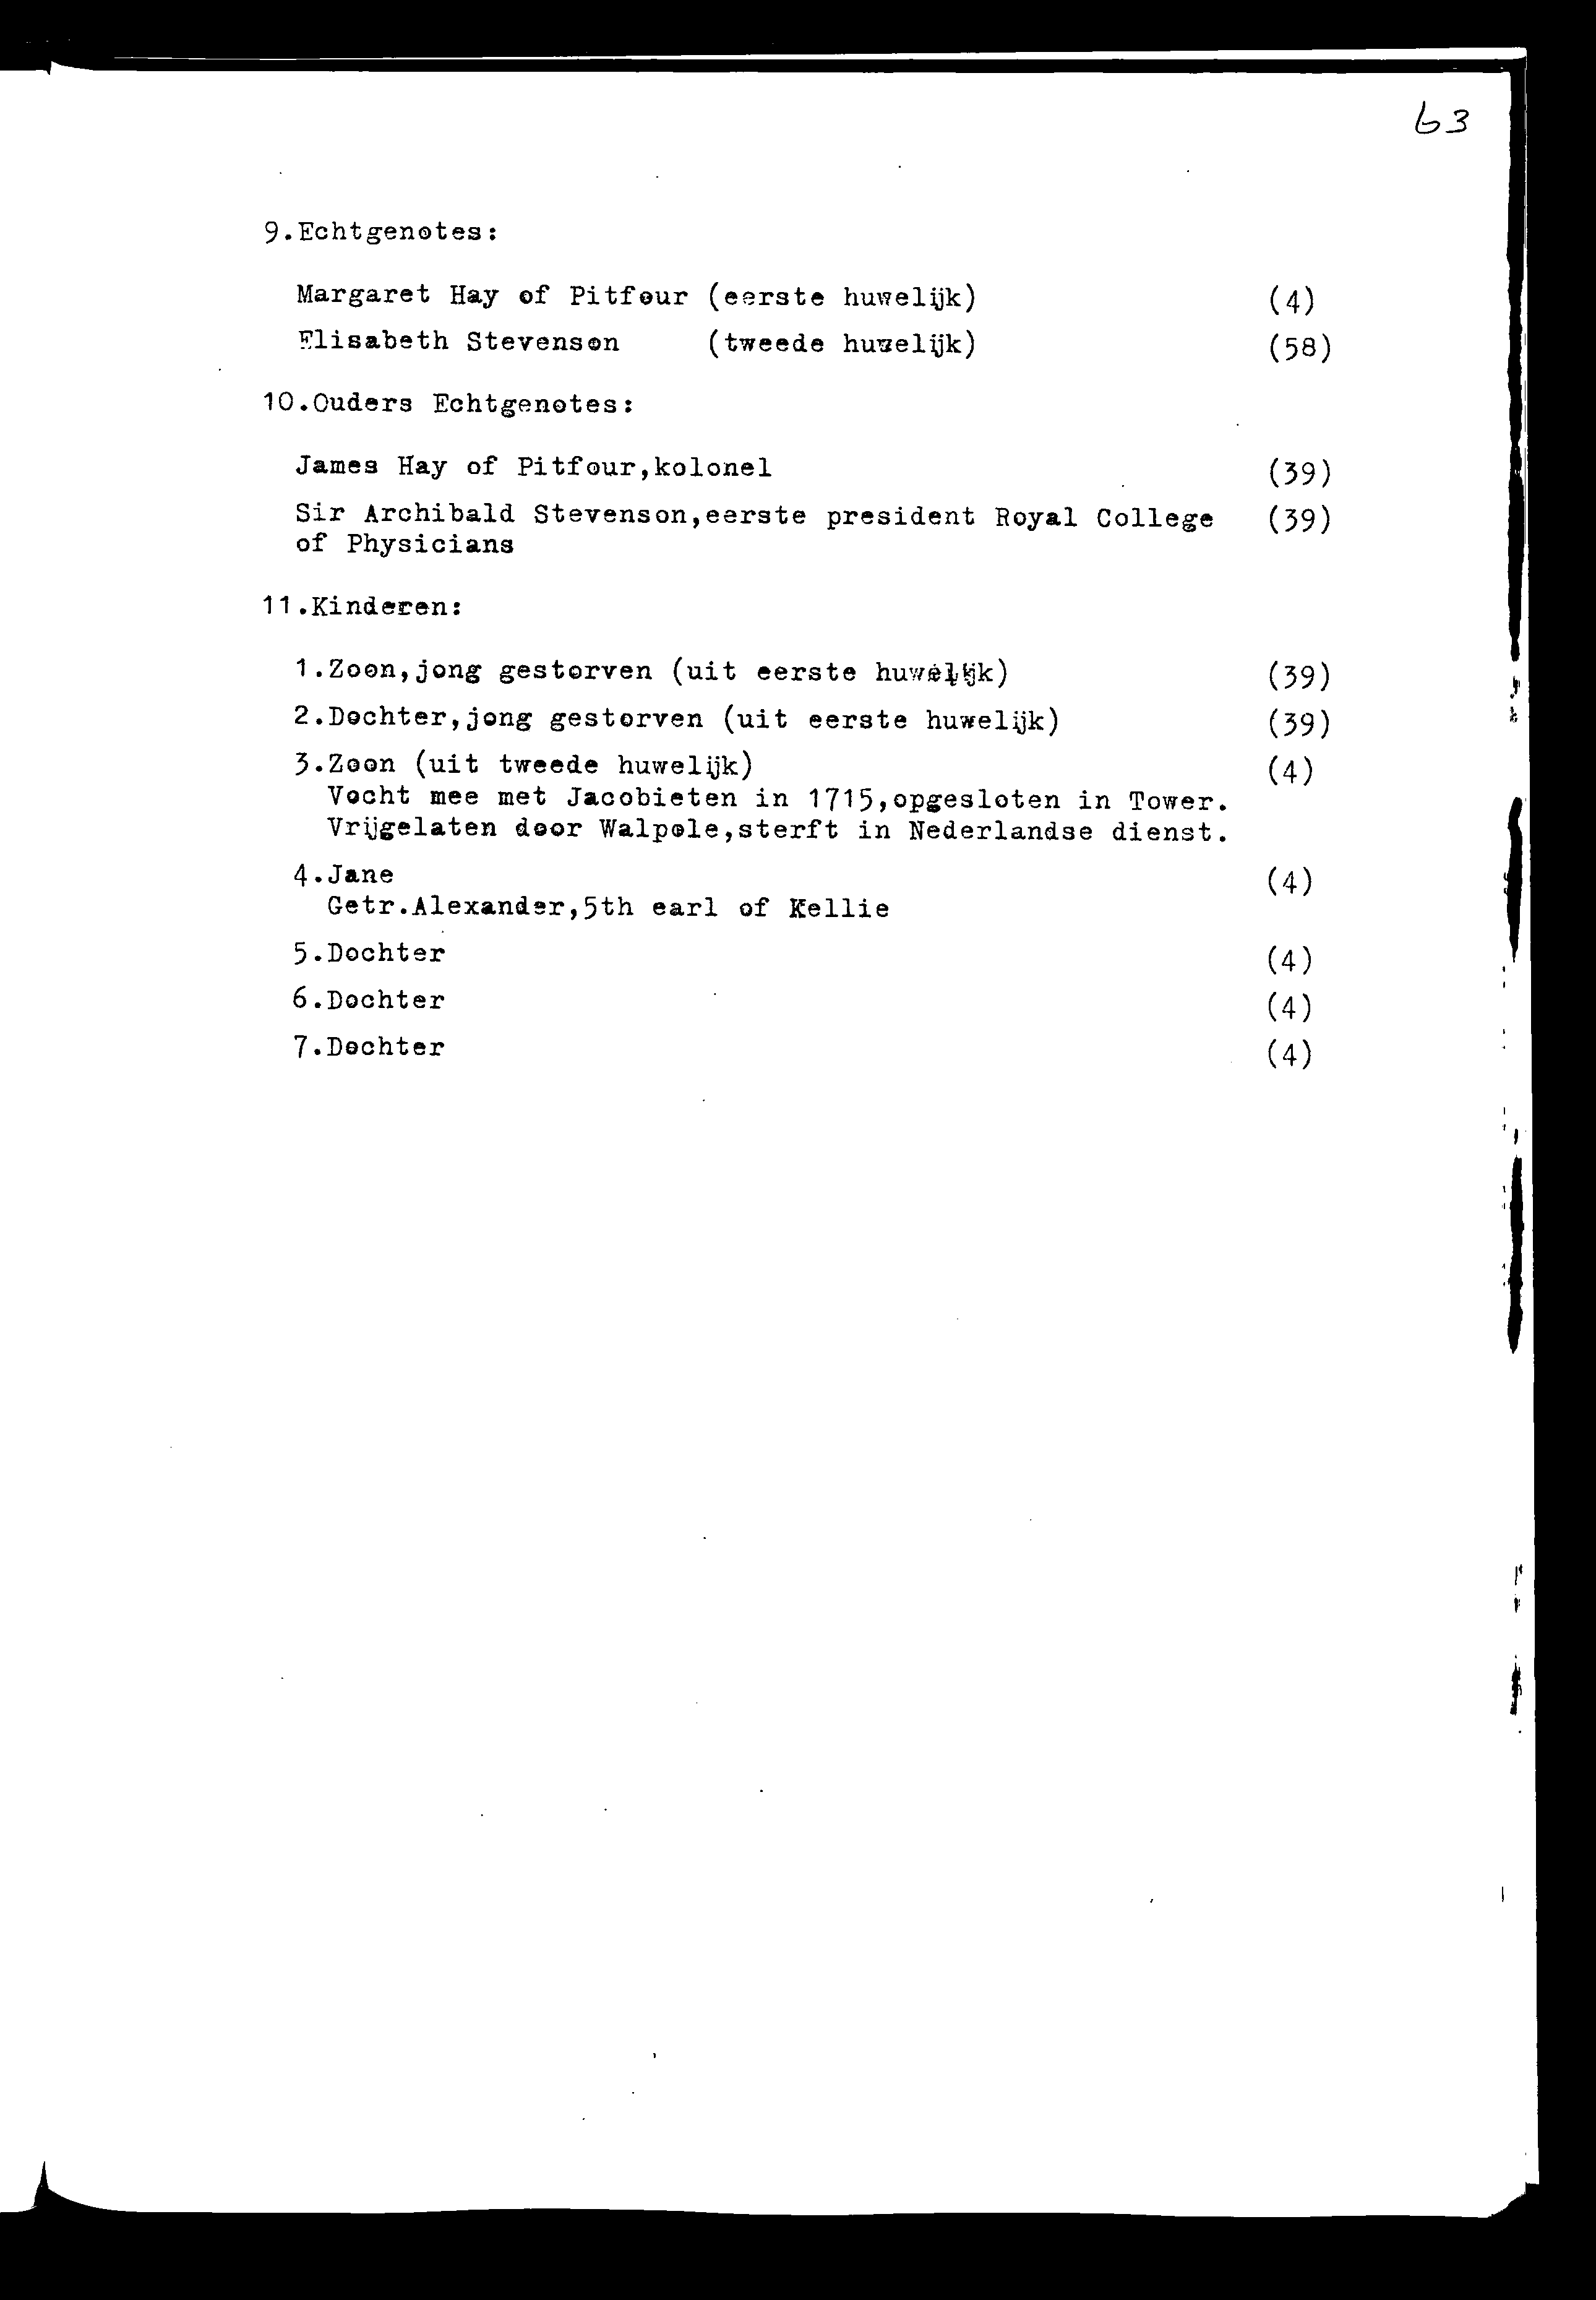 63
9.Echtgenotes:
Margaret Hay of Pitfour (eerste huwelijk) (4)
Elisabeth Stevenson (tweede huwelijk) (58)
10.Ouders Echtgenotes:
James Hay of Pitfour,kolonel (39)
Sir Archibald Stevenson,eerste president Royal College (39)
of Physicians
11.Kinderen:
1.Zoon,jong gestorven (uit eerste huwelijk) (39)
2.Dochter,jong gestorven (uit eerste huwelijk) (39)
3.Zoon (uit tweede huwelijk) (4)
Vocht mee met Jacobieten in 1715,opgesloten in Tower.
Vrijgelaten door Walpole,sterft in Nederlandse dienst.
4.Jane (4)
Getr.Alexander,5th earl of Kellie
5.Dochter (4)
6.Dochter (4)
7.Dochter (4)